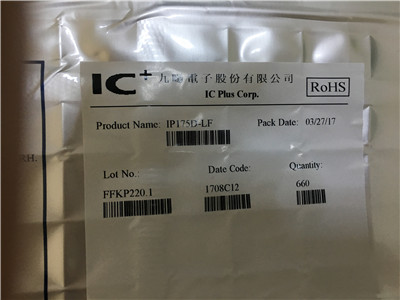 IC+ 九暘電子股份有限公司
IC Plus Corp.
RoHS
Product Name: IP175D-LF Pack Date: 03/27/17
Lot No. Date Code: Quantity:
FFKP220.1 1708C12 660
RH.